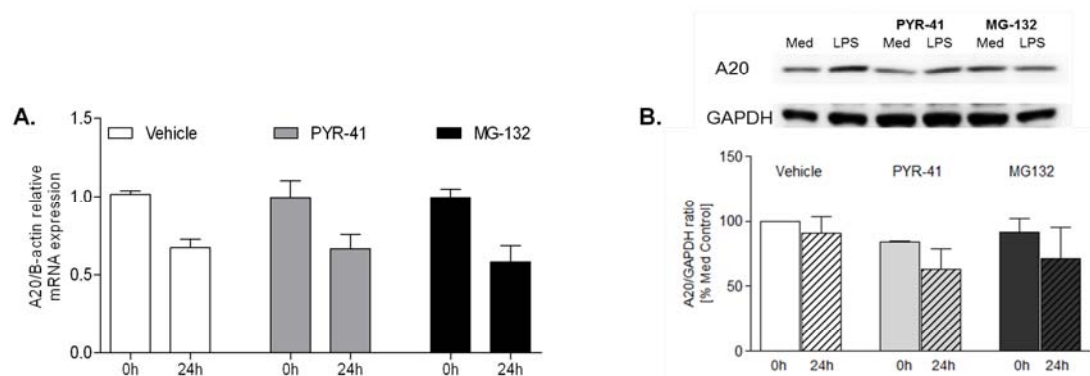 A.
1.5
1.0
0.5
0.0
A20/B-actin relative
mRNA expression
Vehicle
PYR-41
MG-132
0h 24h 0h 24h 0h 24h
B.
PYR-41 MG-132
Med LPS Med LPS Med LPS
A20
GAPDH
150
100
50
0
A20/GAPDH ratio
[% Med Control]
Vehicle PYR-41 MG132
0h 24h 0h 24h 0h 24h